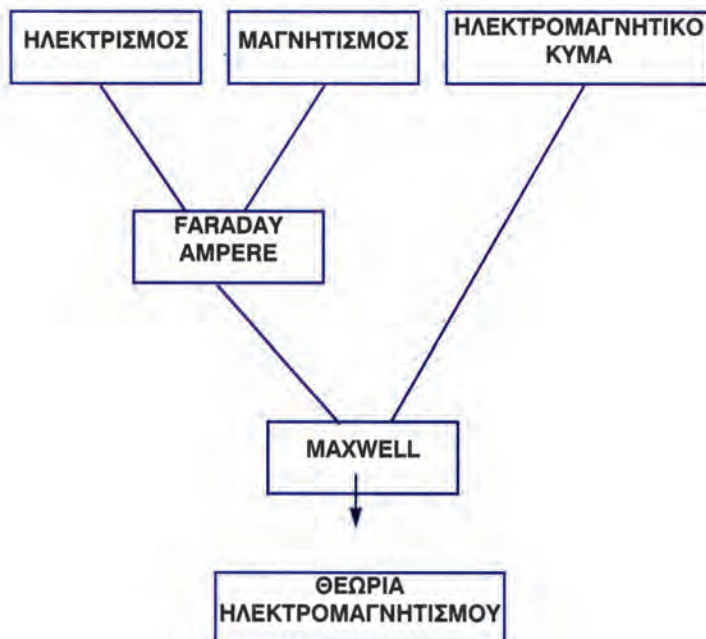 ΗΛΕΚΤΡΙΣΜΟΣ
ΜΑΓΝΗΤΙΣΜΟΣ
ΗΛΕΚΤΡΟΜΑΓΝΗΤΙΚΟ
ΚΥΜΑ
FARADAY
AMPERE
MAXWELL
ΘΕΩΡΙΑ
ΗΛΕΚΤΡΟΜΑΓΝΗΤΙΣΜΟΥ